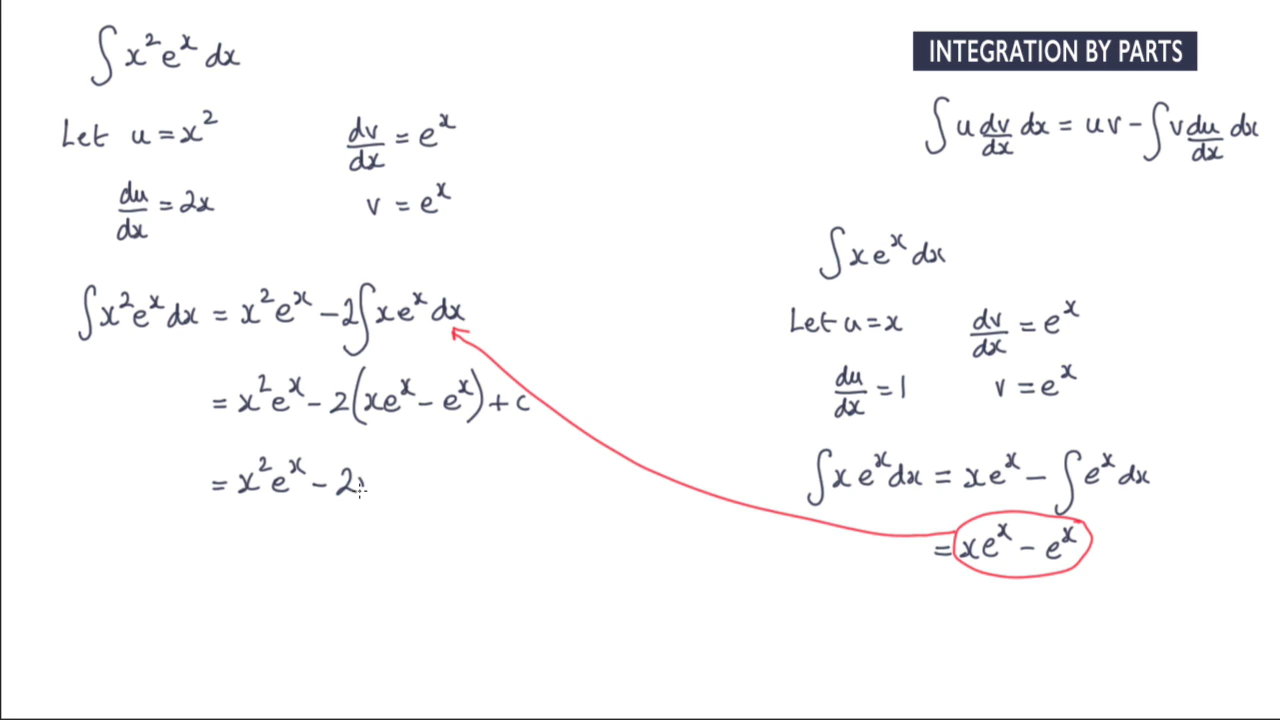 ∫x²eˣ dx
Let u = x²    dv/dx = eˣ
du/dx = 2x    v = eˣ
∫x²eˣ dx = x²eˣ - 2∫xeˣ dx
= x²eˣ - 2(xeˣ - eˣ) + c
= x²eˣ - 2
INTEGRATION BY PARTS
∫u dv/dx dx = uv - ∫v du/dx dx
∫xeˣ dx
Let u = x    dv/dx = eˣ
du/dx = 1    v = eˣ
∫xeˣ dx = xeˣ - ∫eˣ dx
= xeˣ - eˣ